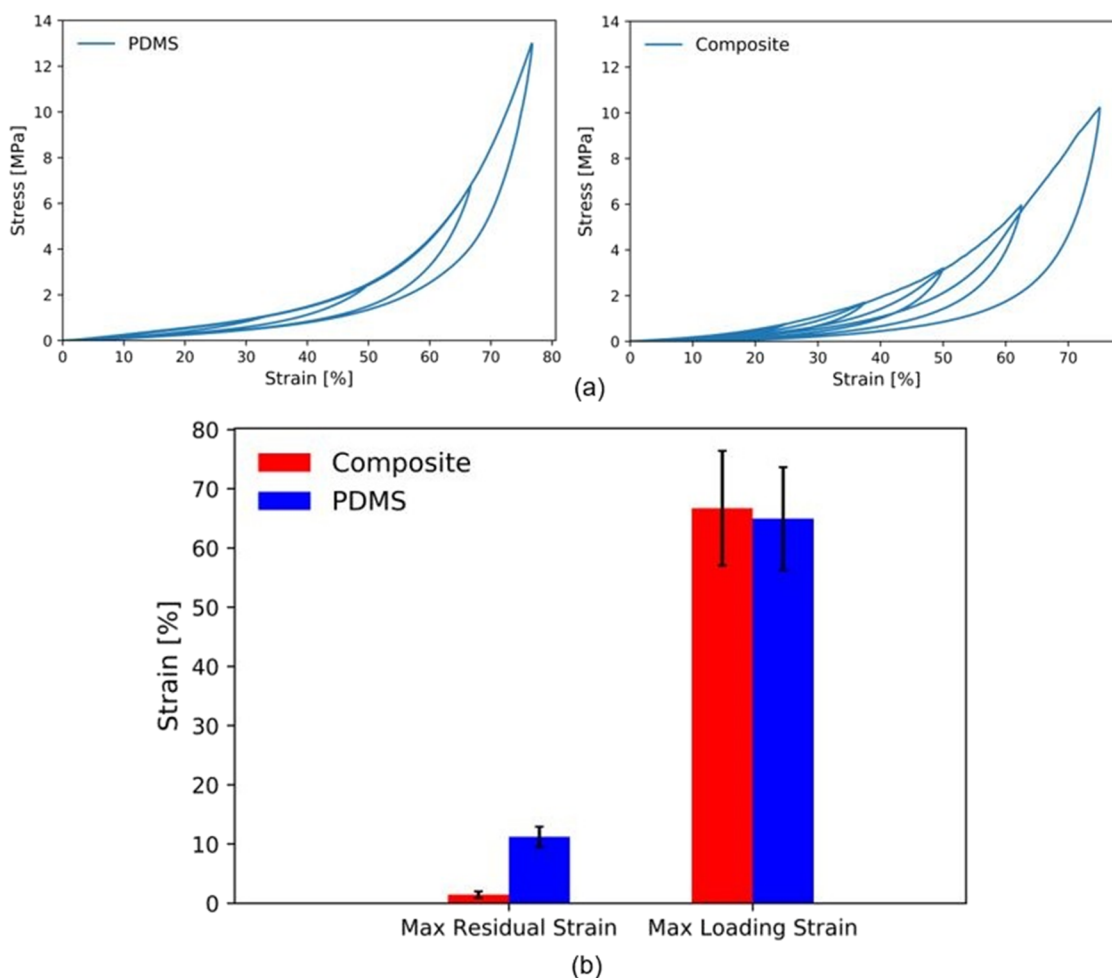 PDMS
Stress [MPa]
14
12
10
8
6
4
2
0
0 10 20 30 40 50 60 70 80
Strain [%]
Composite
Stress [MPa]
14
12
10
8
6
4
2
0
0 10 20 30 40 50 60 70
Strain [%]
(a)
Composite
PDMS
Strain [%]
80
70
60
50
40
30
20
10
0
Max Residual Strain Max Loading Strain
(b)